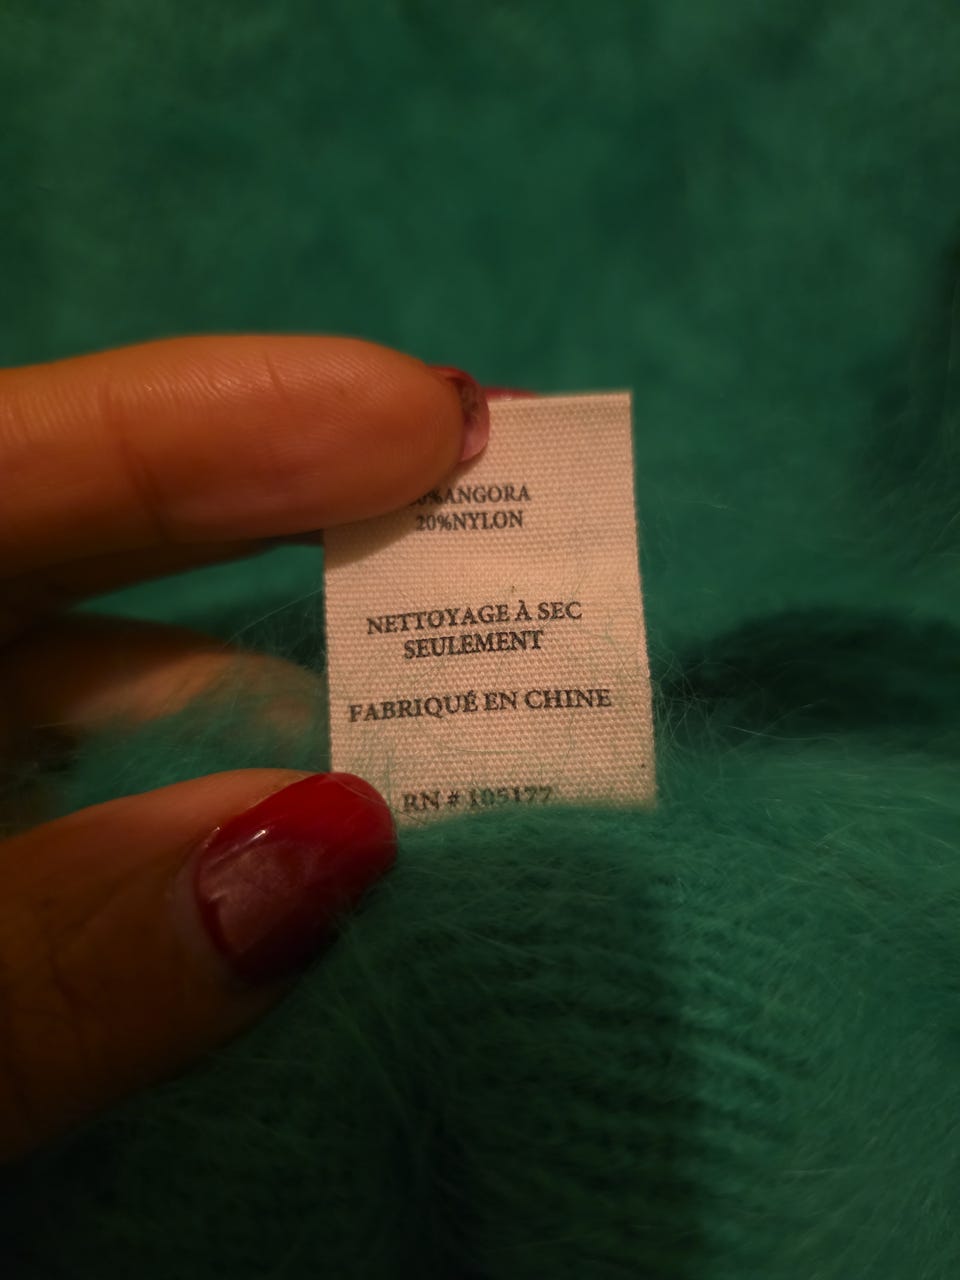 %ANGORA
20%NYLON
NETTOYAGE À SEC
SEULEMENT
FABRIQUÉ EN CHINE
RN # 105177